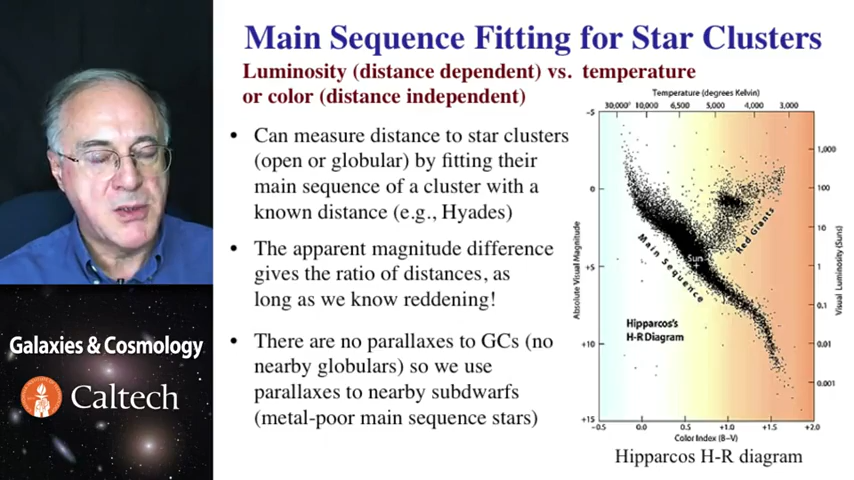 Main Sequence Fitting for Star Clusters
Luminosity (distance dependent) vs. temperature
or color (distance independent)
• Can measure distance to star clusters
(open or globular) by fitting their
main sequence of a cluster with a
known distance (e.g., Hyades)
• The apparent magnitude difference
gives the ratio of distances, as
long as we know reddening!
• There are no parallaxes to GCs (no
nearby globulars) so we use
parallaxes to nearby subdwarfs
(metal-poor main sequence stars)
Temperature (degrees Kelvin)
30,000° 10,000 6,500 5,000 4,000 3,000
Absolute Visual Magnitude
-5
0
+5
+10
+15
Visual Luminosity (Suns)
1,000
100
10
1
0.1
0.01
0.001
Main Sequence
Sun
Red Giants
Hipparcos's
H-R Diagram
-0.5 0.0 0.5 +1.0 +1.5 +2.0
Color Index (B-V)
Hipparcos H-R diagram
Galaxies & Cosmology
Caltech